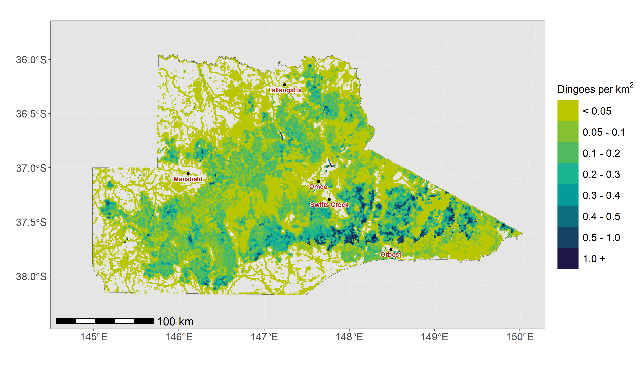 Dingoes per km2
< 0.05
0.05 - 0.1
0.1 - 0.2
0.2 - 0.3
0.3 - 0.4
0.4 - 0.5
0.5 - 1.0
1.0 +
36.0°S
36.5°S
37.0°S
37.5°S
38.0°S
Tallangatta
Mansfield
Omeo
Swifts Creek
Orbost
100 km
145°E
146°E
147°E
148°E
149°E
150°E